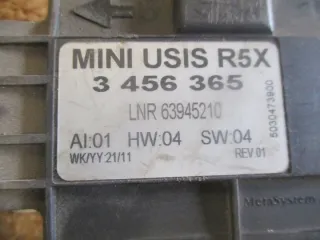 MINI USIS R5X
3 456 365
LNR 63945210
AI:01 HW:04 SW:04
WK/YY:21/11 REV.01
5030473900
MetaSystem